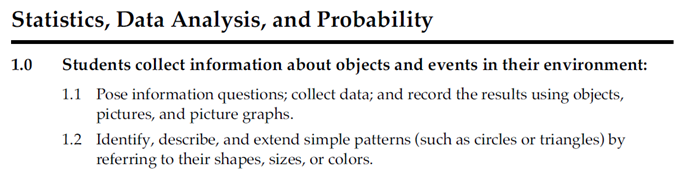 Statistics, Data Analysis, and Probability
1.0 Students collect information about objects and events in their environment:
1.1 Pose information questions; collect data; and record the results using objects,
pictures, and picture graphs.
1.2 Identify, describe, and extend simple patterns (such as circles or triangles) by
referring to their shapes, sizes, or colors.